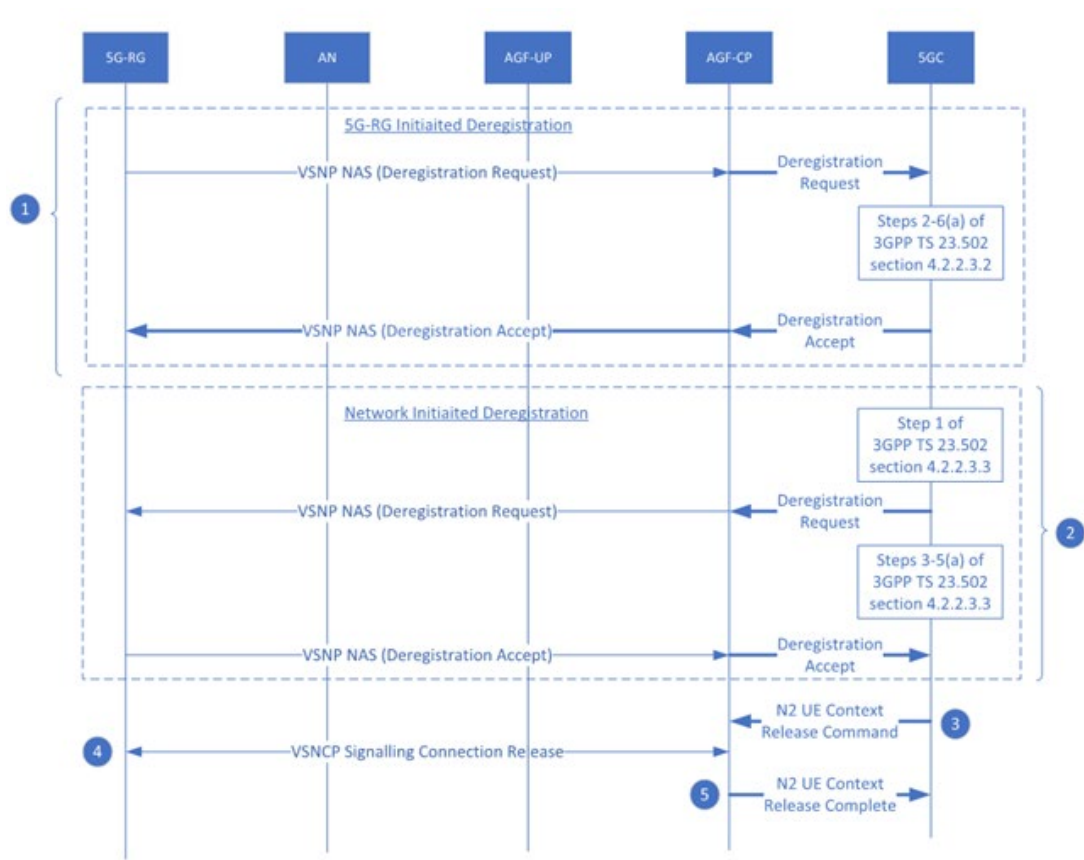 5G-RG
AN
AGF-UP
AGF-CP
5GC
5G-RG Initiaited Deregistration
VSNP NAS (Deregistration Request)
Deregistration
Request
1
Steps 2-6(a) of
3GPP TS 23.502
section 4.2.2.3.2
VSNP NAS (Deregistration Accept)
Deregistration
Accept
Network Initiaited Deregistration
Step 1 of
3GPP TS 23.502
section 4.2.2.3.3
VSNP NAS (Deregistration Request)
Deregistration
Request
2
Steps 3-5(a) of
3GPP TS 23.502
section 4.2.2.3.3
VSNP NAS (Deregistration Accept)
Deregistration
Accept
N2 UE Context
Release Command
3
4
VSNCP Signalling Connection Release
5
N2 UE Context
Release Complete